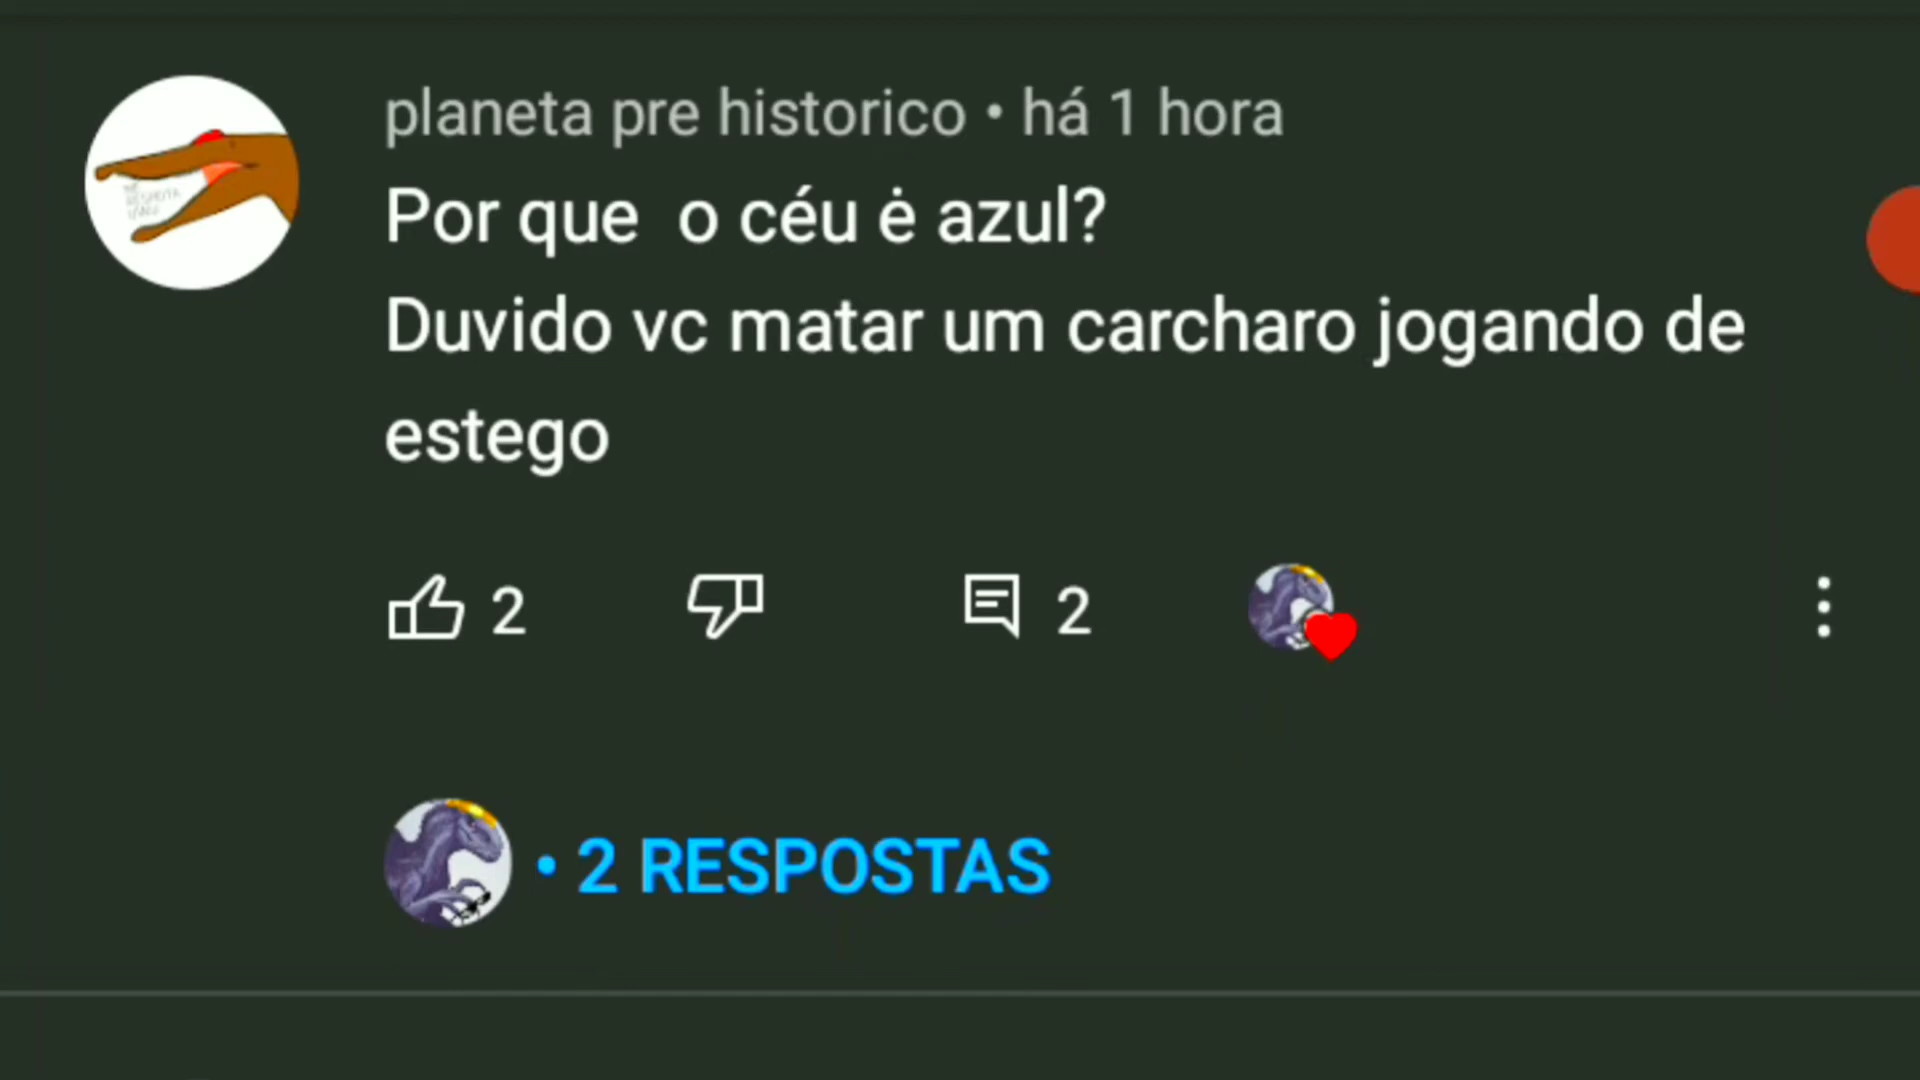 planeta pre historico • há 1 hora
Por que  o céu ė azul?
Duvido vc matar um carcharo jogando de
estego
2
2
• 2 RESPOSTAS